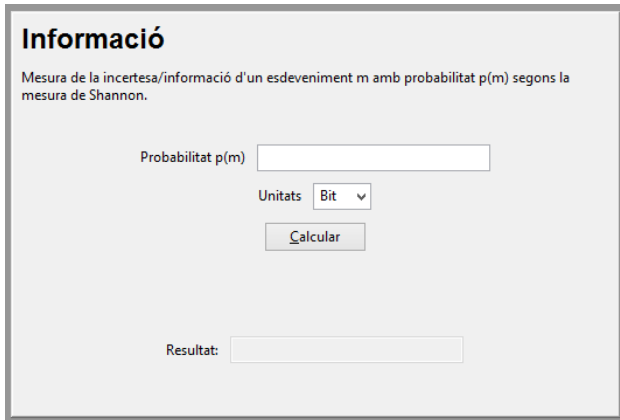 Informació
Mesura de la incertesa/informació d'un esdeveniment m amb probabilitat p(m) segons la
mesura de Shannon.
Probabilitat p(m)
Unitats Bit
Calcular
Resultat: